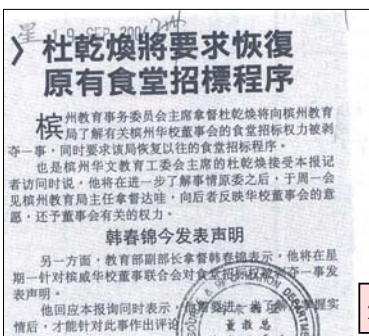 星 19 SEP 2004
杜乾煥將要求恢復
原有食堂招標程序
槟州教育事务委员会主席拿督杜乾焕将向槟州教育
局了解有关槟州华校董事会的食堂招标权力被剥
夺一事，同时要求该局恢复以往的食堂招标程序。
也是槟州华文教育工委会主席的杜乾焕接受本报记
者访问时说，他将在进一步了解事情原委之后，于周一会
见槟州教育局主任拿督达哇，向后者反映华校董事会的意
愿，还予董事会有关的权力。
韩春锦今发表声明
另一方面，教育部副部长拿督韩春锦表示，他将在星
期一针对槟威华校董事联合会对食堂招标权被剥夺一事发
表声明。
他回应本报询问时表示，
情后，才能针对此事作出评论